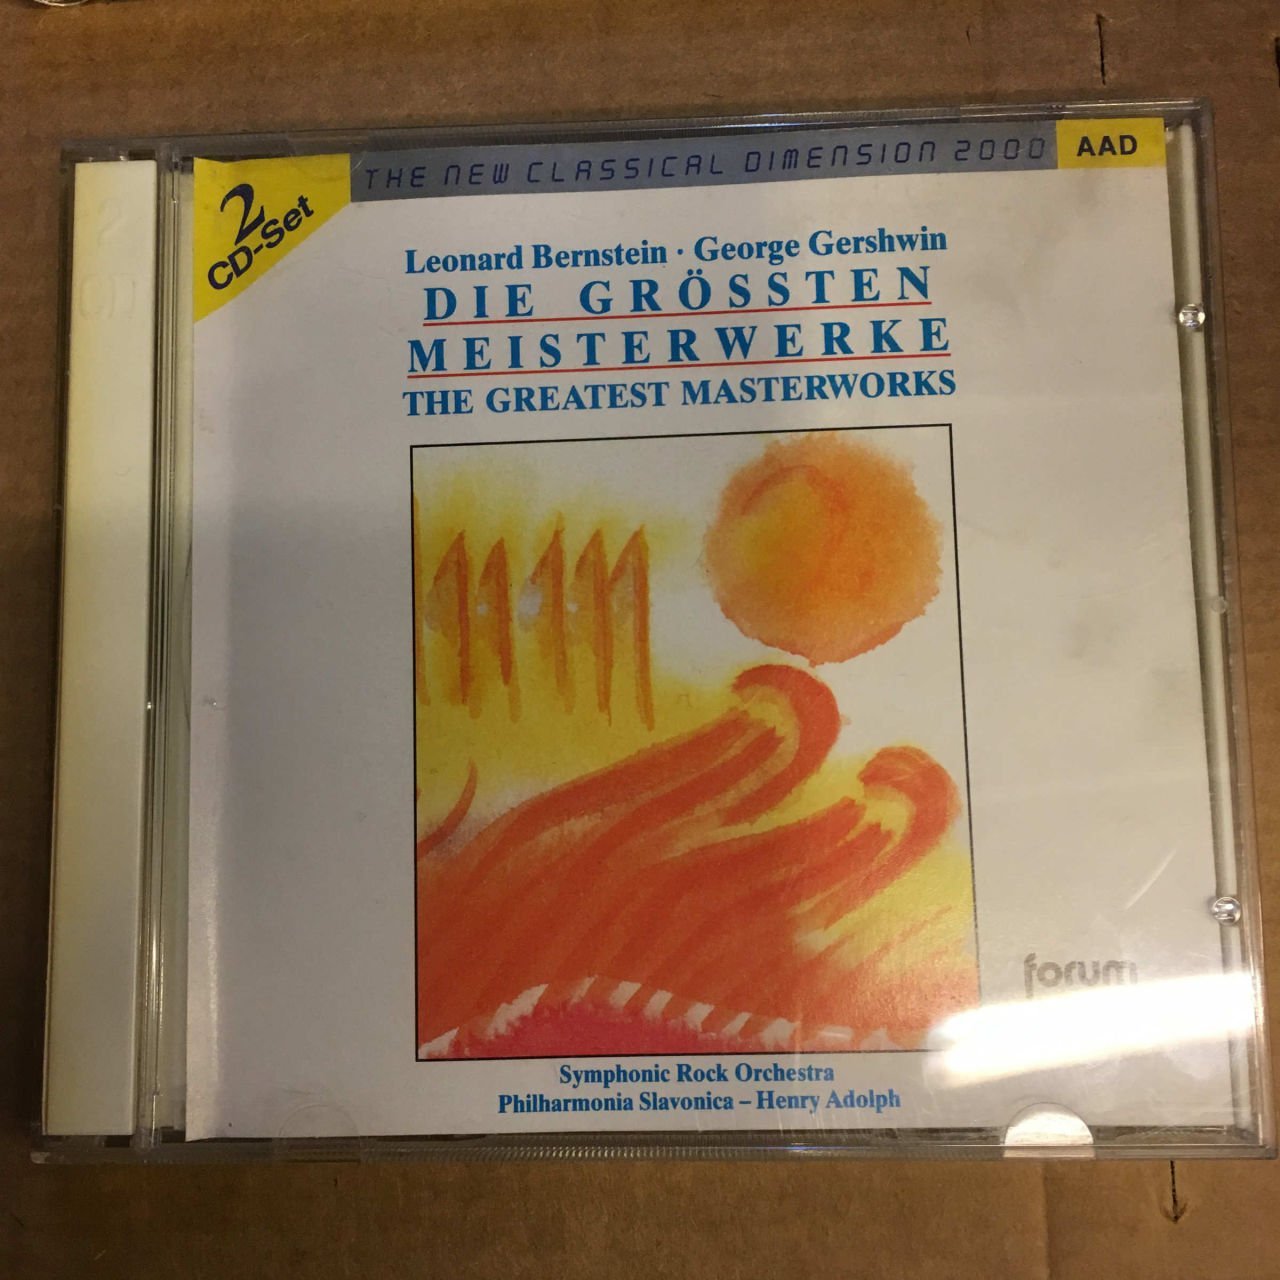 2
CD-Set
THE NEW CLASSICAL DIMENSION 2000
AAD
Leonard Bernstein · George Gershwin
DIE GRÖSSTEN
MEISTERWERKE
THE GREATEST MASTERWORKS
forum
Symphonic Rock Orchestra
Philharmonia Slavonica – Henry Adolph